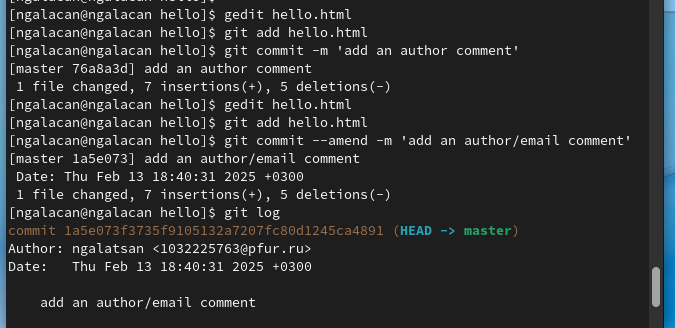 [ngalacan@ngalacan hello]$ gedit hello.html
[ngalacan@ngalacan hello]$ git add hello.html
[ngalacan@ngalacan hello]$ git commit -m 'add an author comment'
[master 76a8a3d] add an author comment
 1 file changed, 7 insertions(+), 5 deletions(-)
[ngalacan@ngalacan hello]$ gedit hello.html
[ngalacan@ngalacan hello]$ git add hello.html
[ngalacan@ngalacan hello]$ git commit --amend -m 'add an author/email comment'
[master 1a5e073] add an author/email comment
 Date: Thu Feb 13 18:40:31 2025 +0300
 1 file changed, 7 insertions(+), 5 deletions(-)
[ngalacan@ngalacan hello]$ git log
commit 1a5e073f3735f9105132a7207fc80d1245ca4891 (HEAD -> master)
Author: ngalatsan <1032225763@pfur.ru>
Date:   Thu Feb 13 18:40:31 2025 +0300

    add an author/email comment